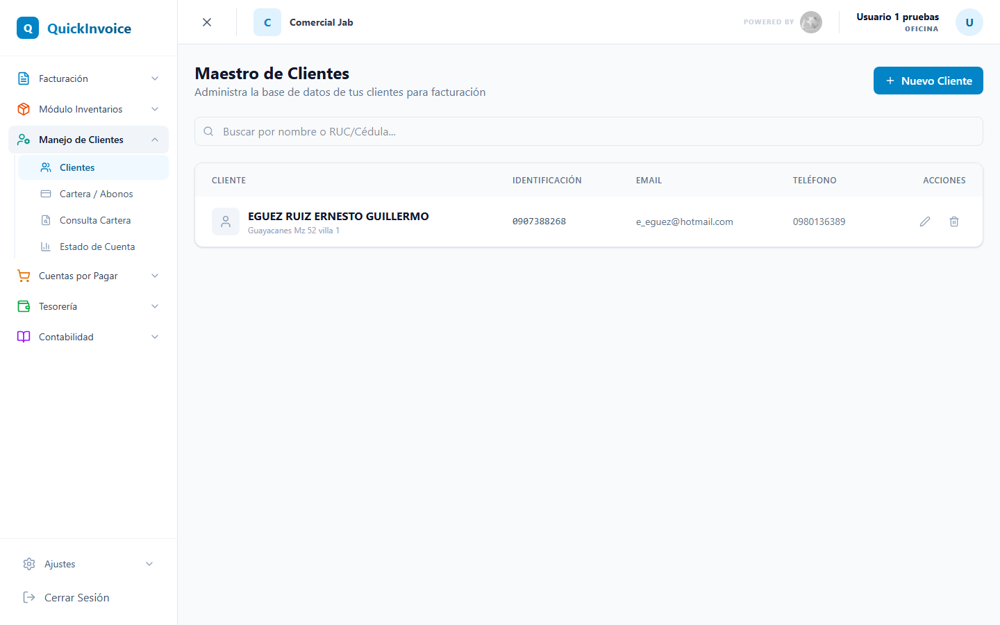 Q QuickInvoice
Facturación
Módulo Inventarios
Manejo de Clientes
Clientes
Cartera / Abonos
Consulta Cartera
Estado de Cuenta
Cuentas por Pagar
Tesorería
Contabilidad
Ajustes
Cerrar Sesión
C Comercial Jab
POWERED BY
Usuario 1 pruebas
OFICINA
U
Maestro de Clientes
Administra la base de datos de tus clientes para facturación
+ Nuevo Cliente
Buscar por nombre o RUC/Cédula...
CLIENTE IDENTIFICACIÓN EMAIL TELÉFONO ACCIONES
EGUEZ RUIZ ERNESTO GUILLERMO 0907388268 e_eguez@hotmail.com 0980136389
Guayacanes Mz 52 villa 1